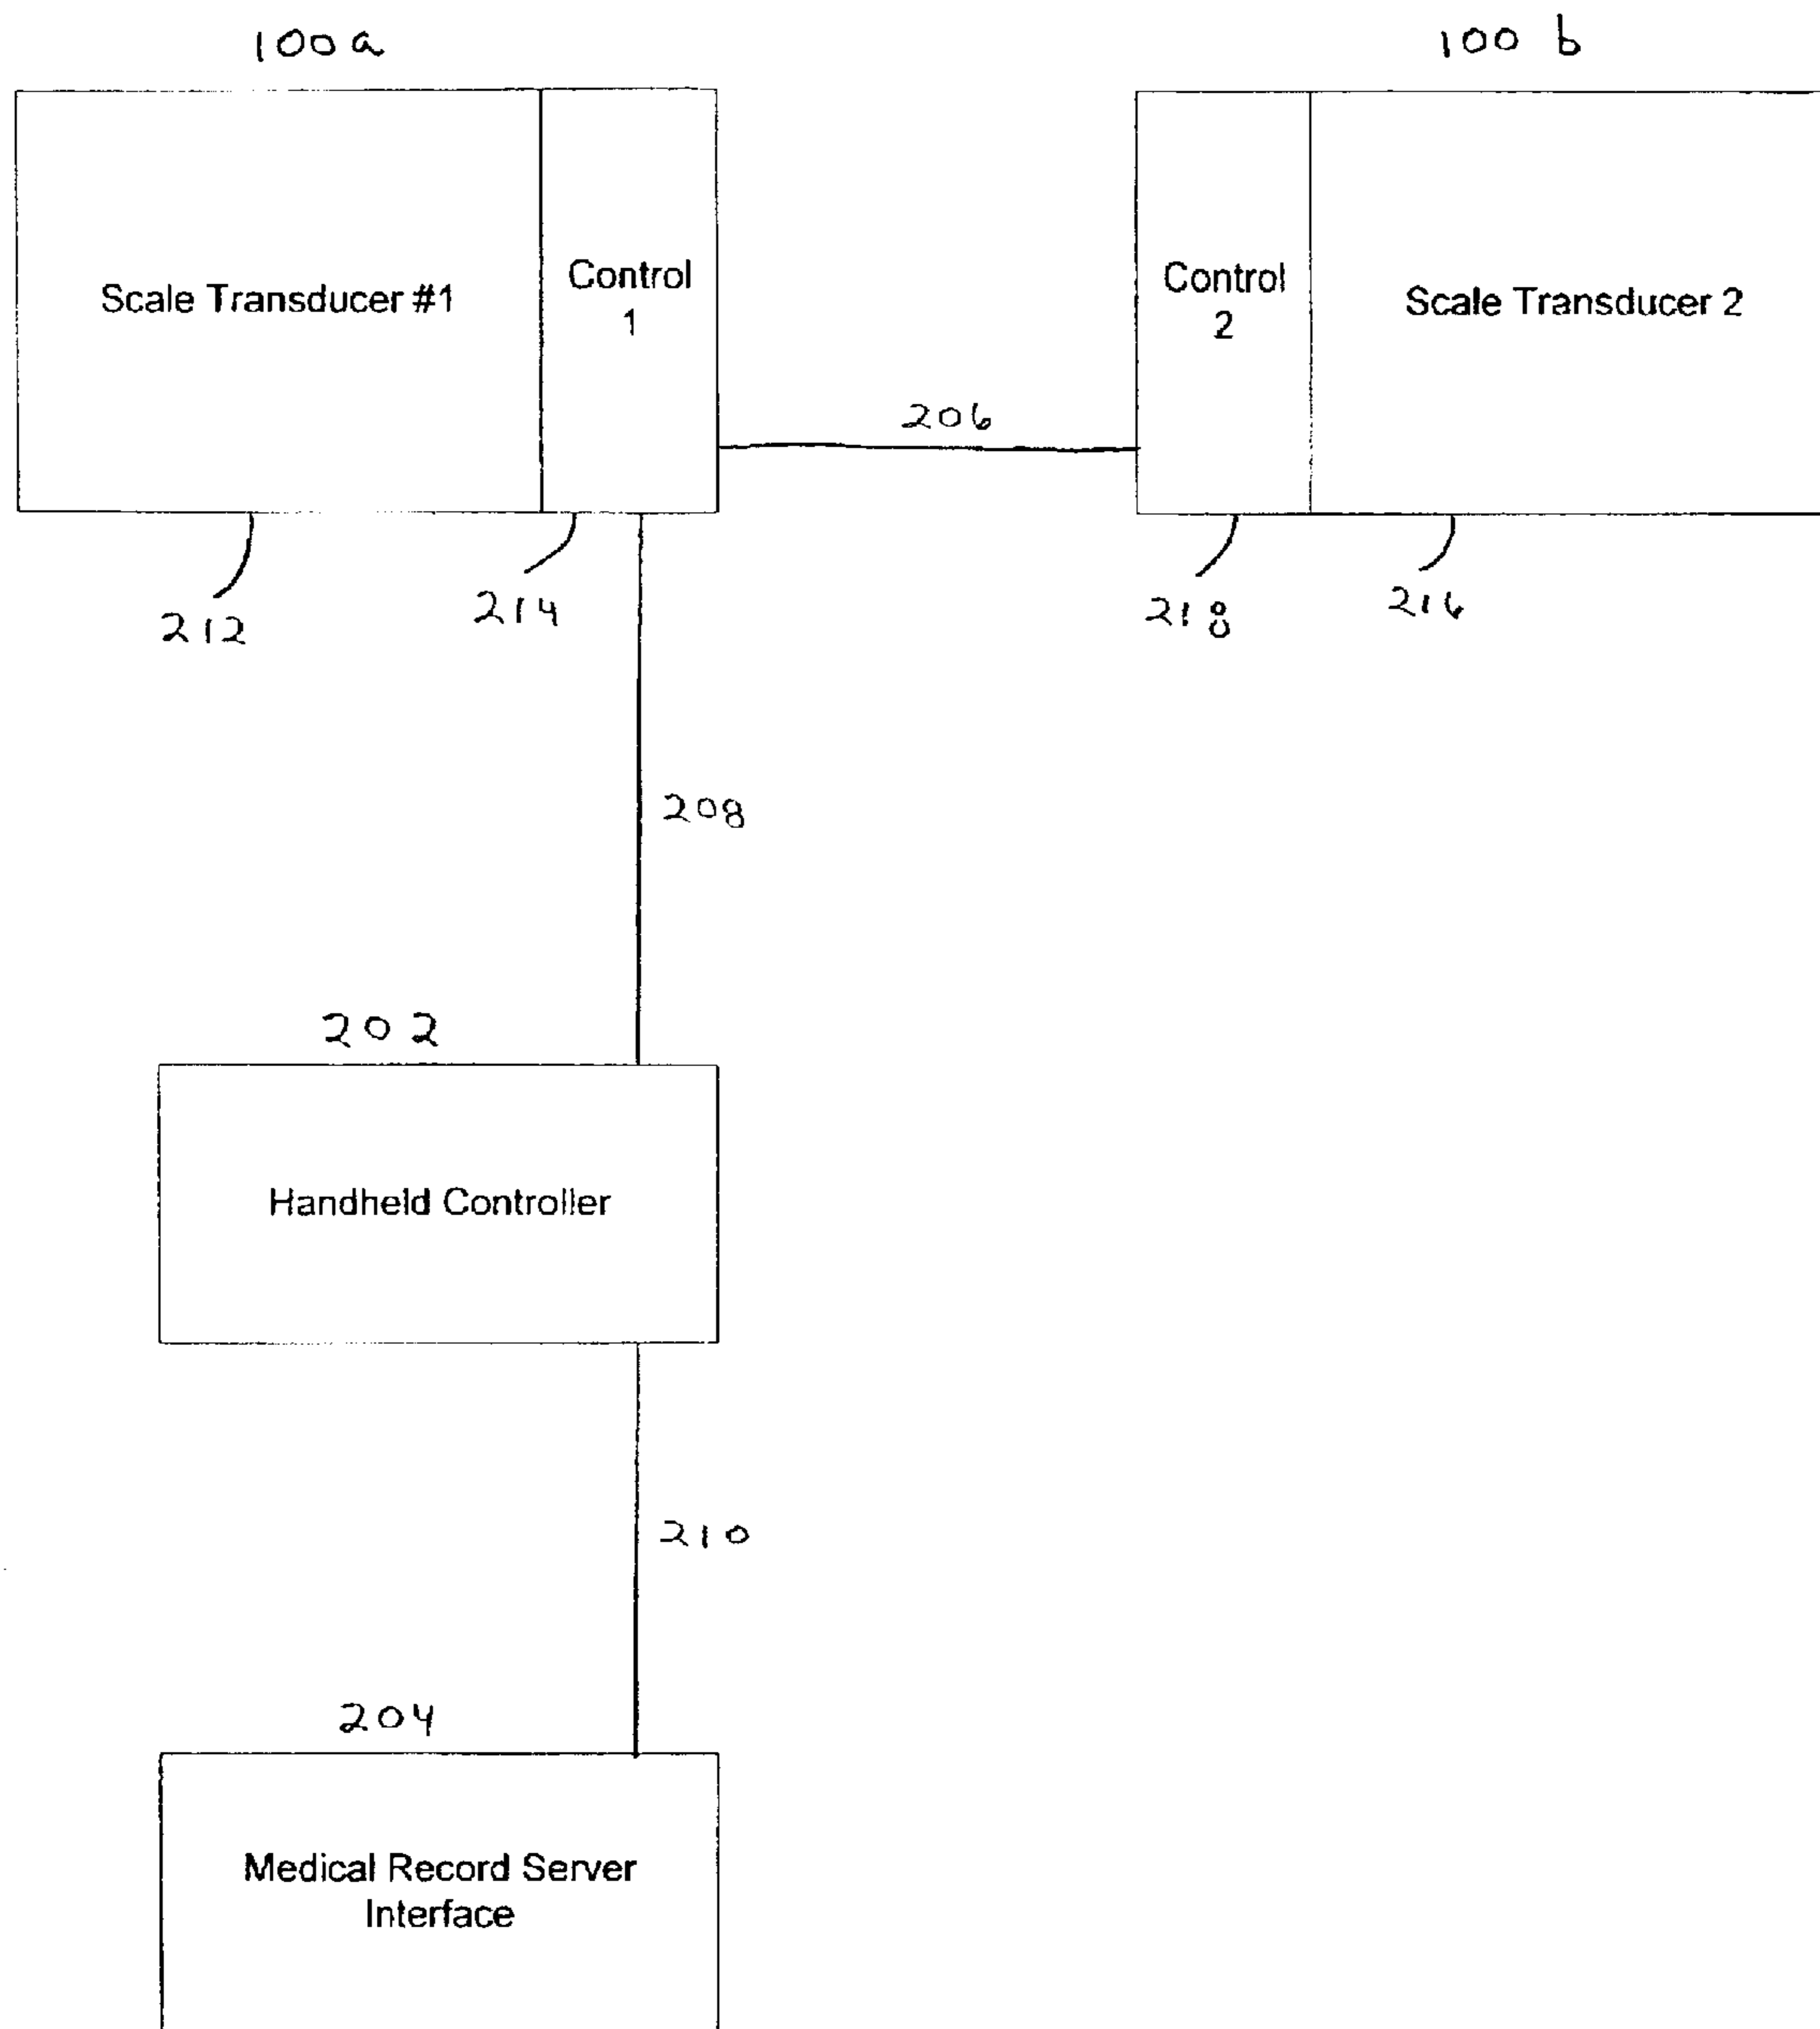 100a
100 b
Scale Transducer #1
Control
1
Control
2
Scale Transducer 2
206
212
214
218
216
208
202
Handheld Controller
210
204
Medical Record Server
Interface